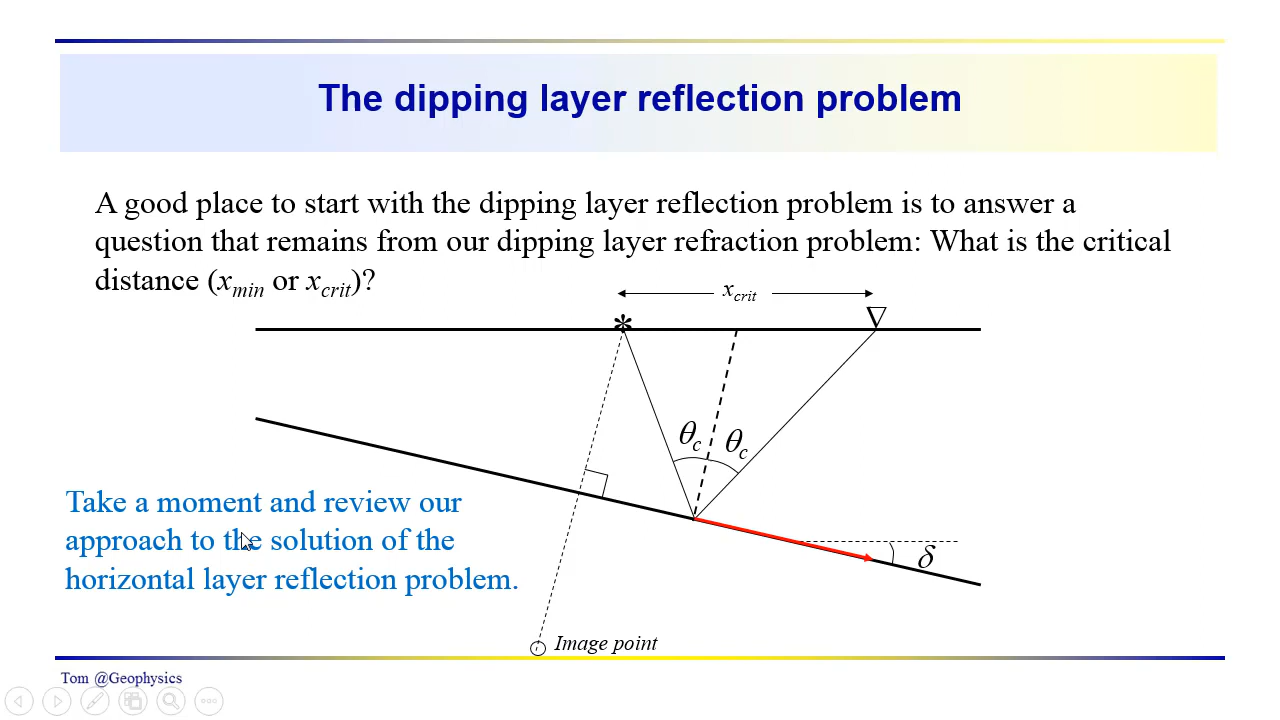 The dipping layer reflection problem
A good place to start with the dipping layer reflection problem is to answer a
question that remains from our dipping layer refraction problem: What is the critical
distance (xmin or xcrit)?
xcrit
*
∇
θc θc
Take a moment and review our
approach to the solution of the
horizontal layer reflection problem.
δ
Image point
Tom @Geophysics